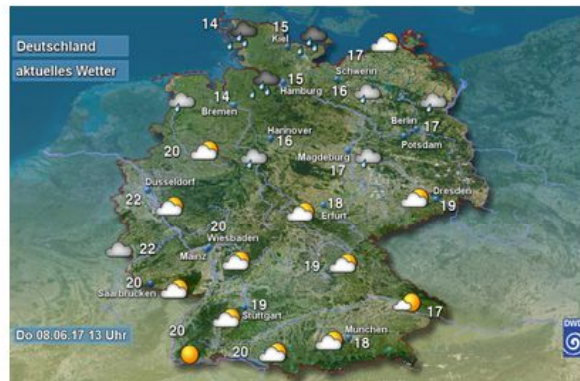 14
15
Kiel
Deutschland
17
aktuelles Wetter
Schwerin
15
Hamburg
16
14
Bremen
Berlin
17
Potsdam
Hannover
16
20
Magdeburg
17
Dusseldorf
22
Dresden
19
18
Erfurt
20
Wiesbaden
22
Mainz
19
20
Saarbrücken
19
Stuttgart
17
Do 08.06.17 13 Uhr
20
München
18
20
DWD